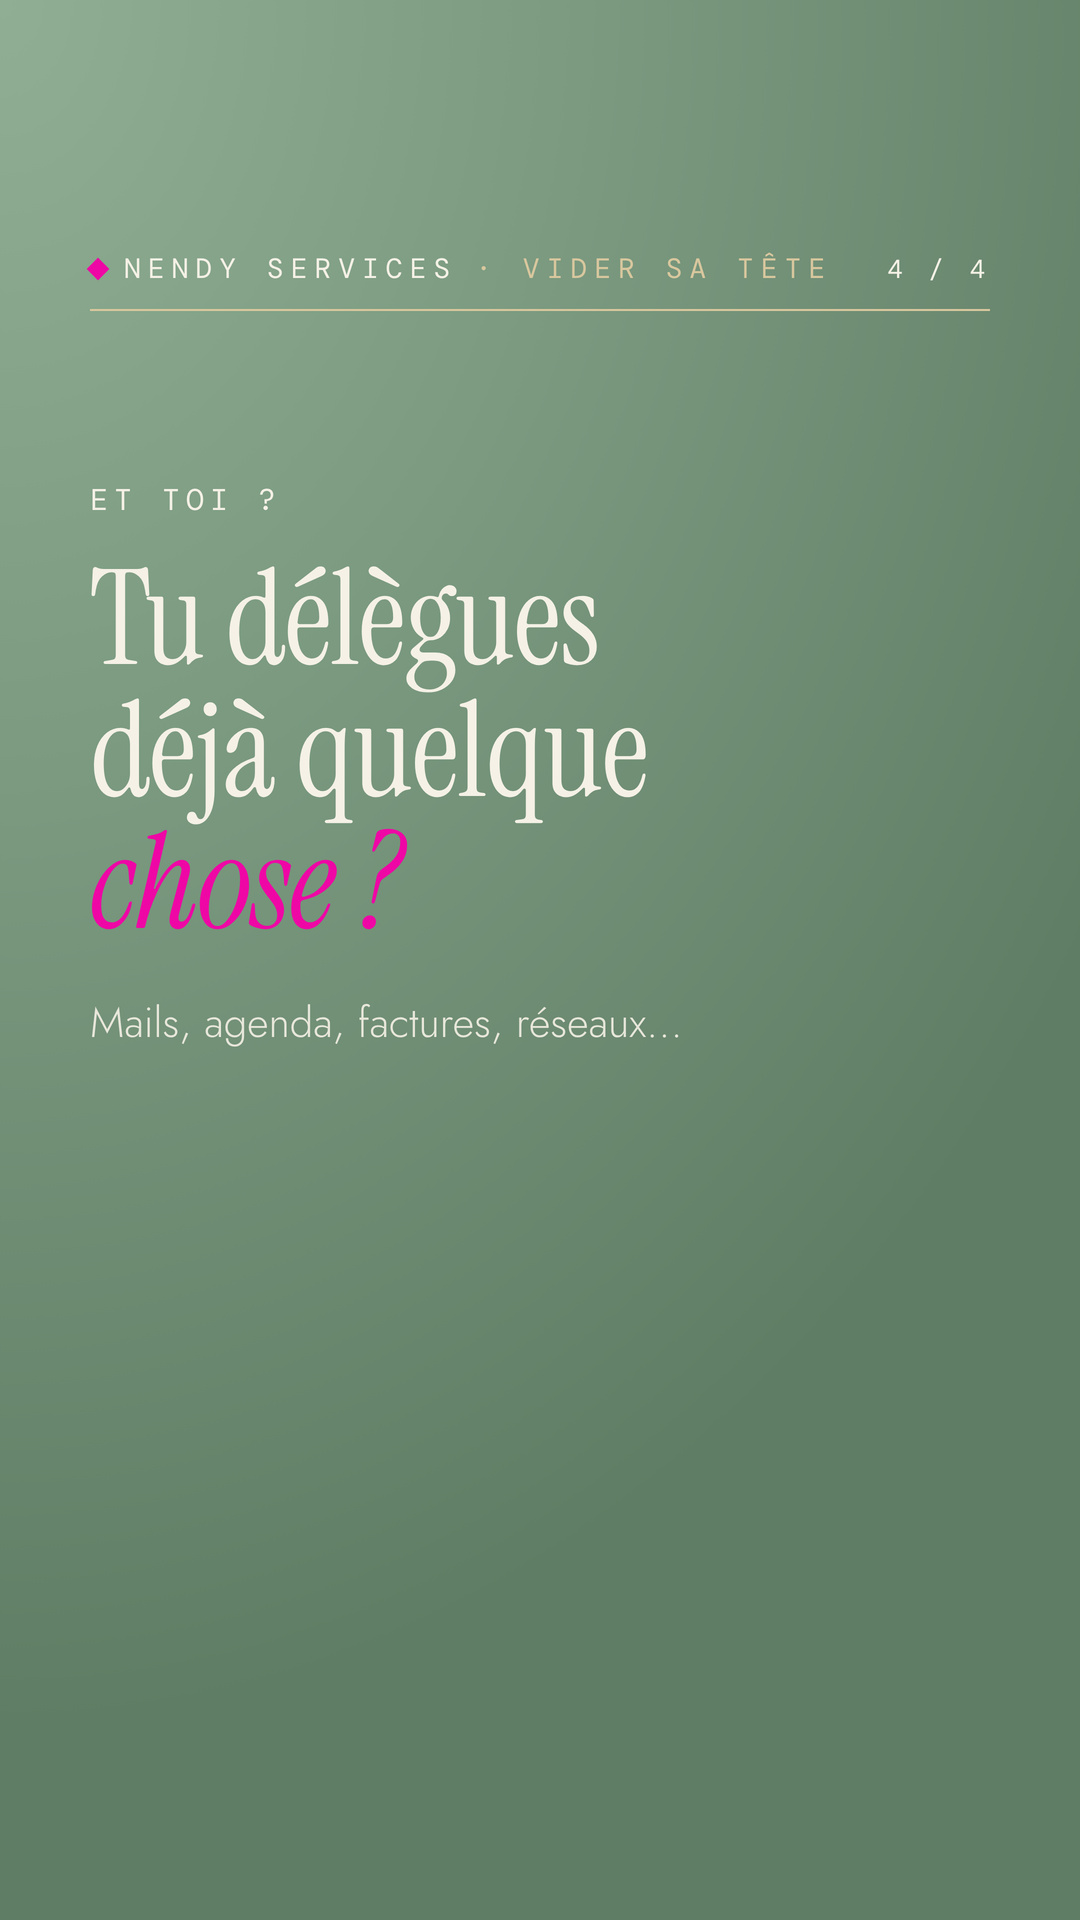 NENDY SERVICES · VIDER SA TÊTE 4 / 4
ET TOI ?
Tu délègues
déjà quelque
chose ?
Mails, agenda, factures, réseaux…